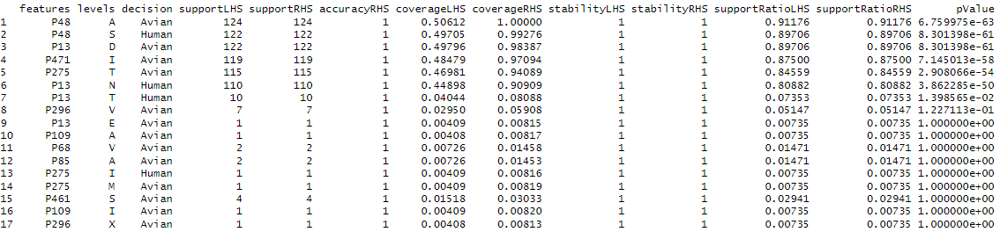 features levels decision supportLHS supportRHS accuracyRHS coverageLHS coverageRHS stabilityLHS stabilityRHS supportRatioLHS supportRatioRHS pValue
1 P48 A Avian 124 124 1 0.50612 1.00000 1 1 0.91176 0.91176 6.759975e-63
2 P48 S Human 122 122 1 0.49705 0.99276 1 1 0.89706 0.89706 8.301398e-61
3 P13 D Avian 122 122 1 0.49796 0.98387 1 1 0.89706 0.89706 8.301398e-61
4 P471 I Avian 119 119 1 0.48479 0.97094 1 1 0.87500 0.87500 7.145013e-58
5 P275 T Avian 115 115 1 0.46981 0.94089 1 1 0.84559 0.84559 2.908066e-54
6 P13 N Human 110 110 1 0.44898 0.90909 1 1 0.80882 0.80882 3.862285e-50
7 P13 T Human 10 10 1 0.04044 0.08088 1 1 0.07353 0.07353 1.398565e-02
8 P296 V Avian 7 7 1 0.02950 0.05908 1 1 0.05147 0.05147 1.227113e-01
9 P13 E Avian 1 1 1 0.00409 0.00815 1 1 0.00735 0.00735 1.000000e+00
10 P109 A Avian 1 1 1 0.00408 0.00817 1 1 0.00735 0.00735 1.000000e+00
11 P68 V Avian 2 2 1 0.00726 0.01458 1 1 0.01471 0.01471 1.000000e+00
12 P85 A Avian 2 2 1 0.00726 0.01453 1 1 0.01471 0.01471 1.000000e+00
13 P275 I Human 1 1 1 0.00409 0.00816 1 1 0.00735 0.00735 1.000000e+00
14 P275 M Avian 1 1 1 0.00409 0.00819 1 1 0.00735 0.00735 1.000000e+00
15 P461 S Avian 4 4 1 0.01518 0.03033 1 1 0.02941 0.02941 1.000000e+00
16 P109 I Avian 1 1 1 0.00409 0.00820 1 1 0.00735 0.00735 1.000000e+00
17 P296 X Avian 1 1 1 0.00408 0.00813 1 1 0.00735 0.00735 1.000000e+00